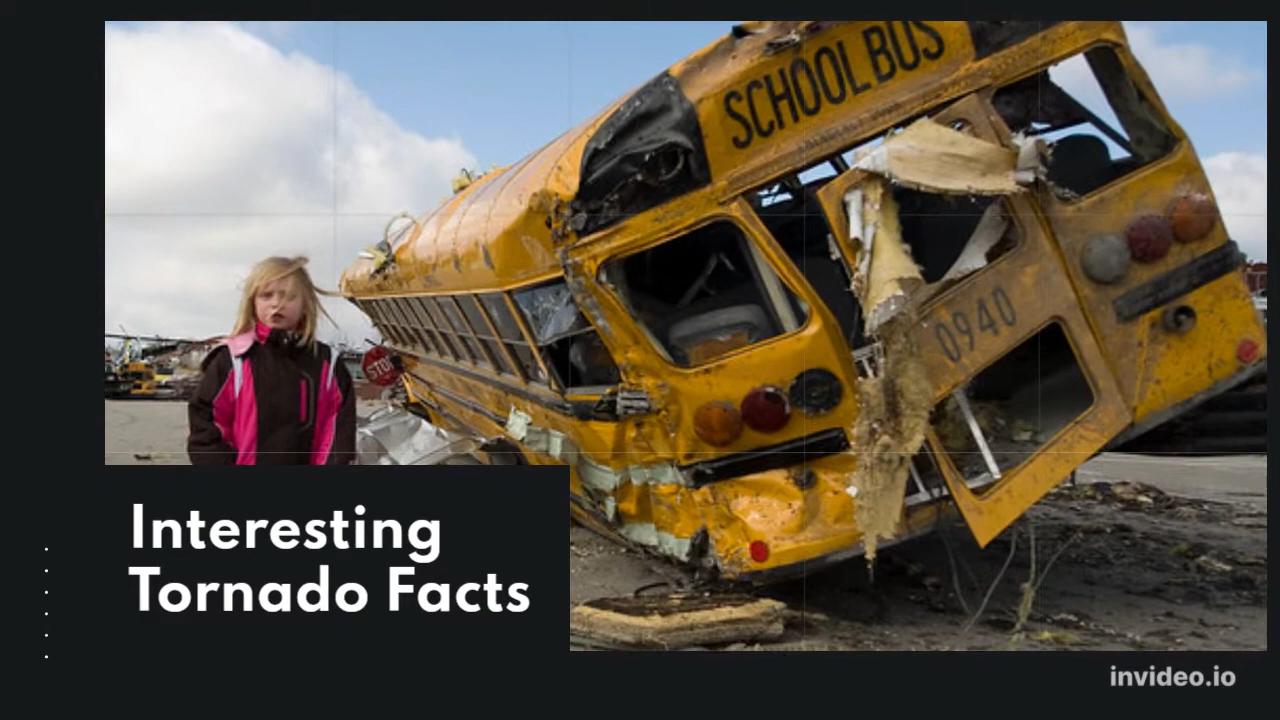 SCHOOL BUS
STOP
0940
Interesting
Tornado Facts
invideo.io